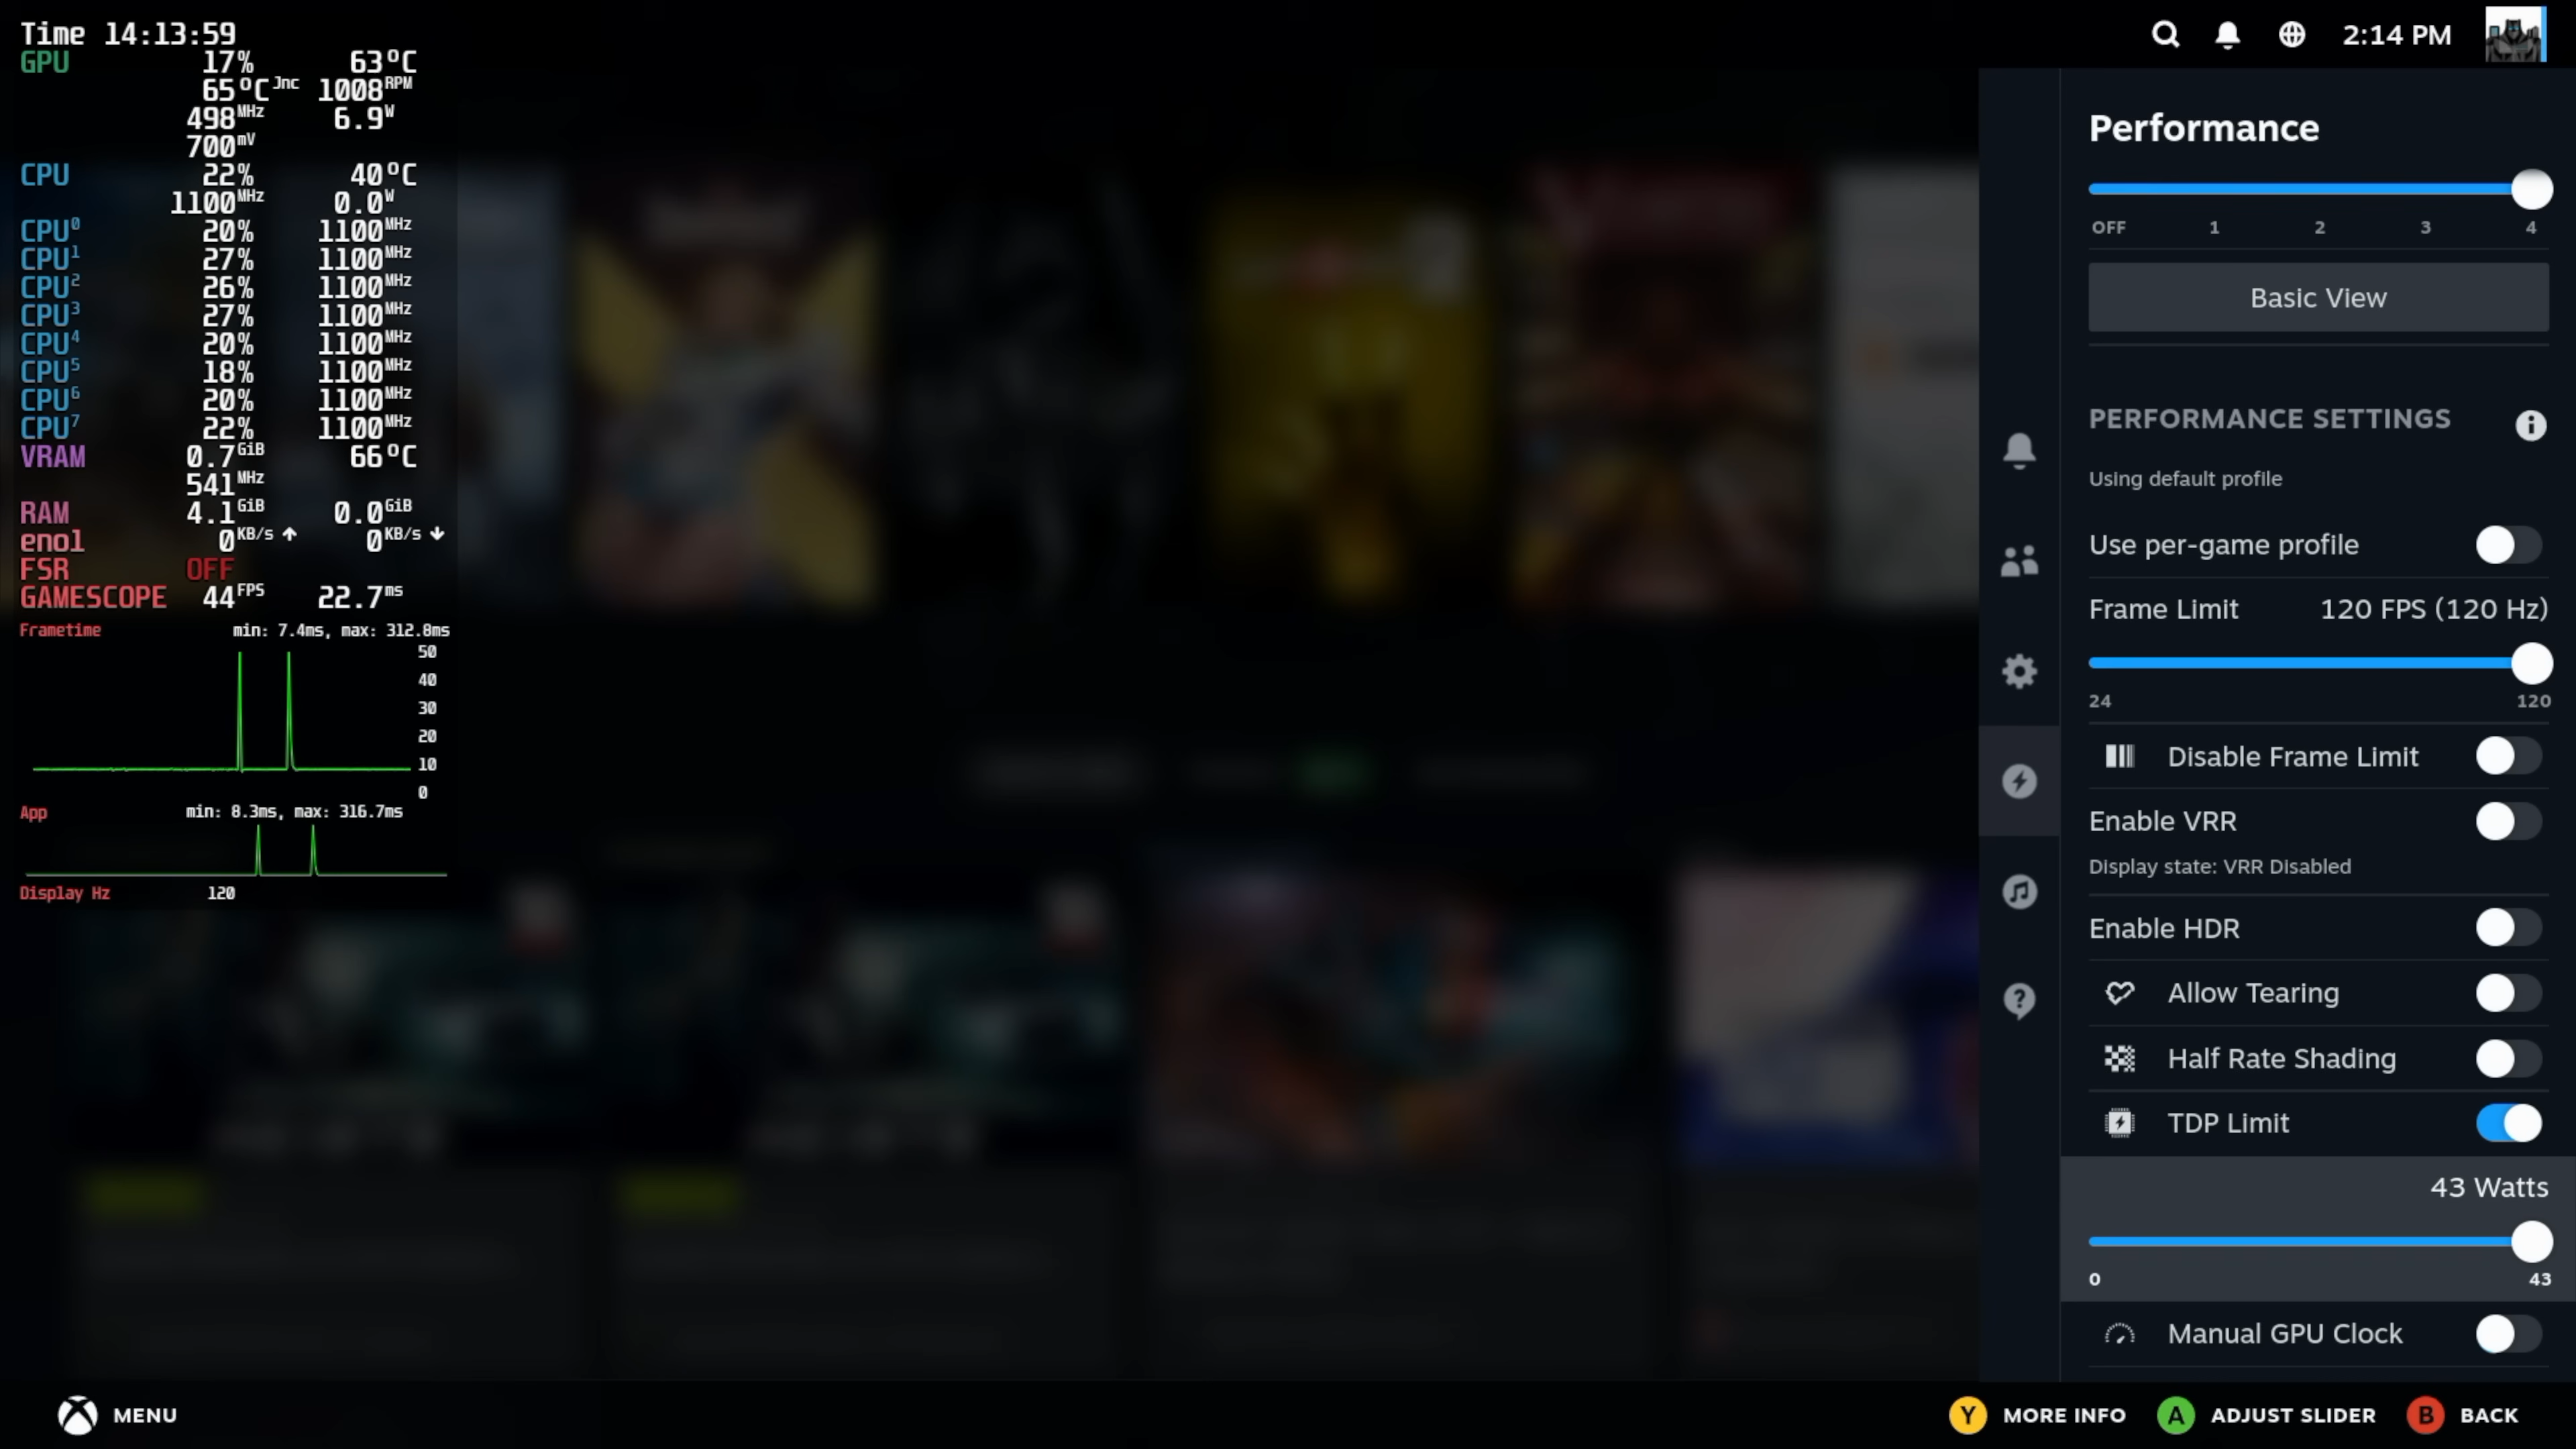 Time 14:13:59
GPU 17% 63°C
65°C Jnc 1008 RPM
498 MHz 6.9 W
700 mV
CPU 22% 40°C
1100 MHz 0.0 W
CPU0 20% 1100 MHz
CPU1 27% 1100 MHz
CPU2 26% 1100 MHz
CPU3 27% 1100 MHz
CPU4 20% 1100 MHz
CPU5 18% 1100 MHz
CPU6 20% 1100 MHz
CPU7 22% 1100 MHz
VRAM 0.7 GiB 66°C
541 MHz
RAM 4.1 GiB 0.0 GiB
eno1 0 KB/s ↑ 0 KB/s ↓
FSR OFF
GAMESCOPE 44 FPS 22.7 ms
Frametime min: 7.4ms, max: 312.8ms
50
40
30
20
10
0
App min: 8.3ms, max: 316.7ms
Display Hz 120
2:14 PM
Performance
OFF 1 2 3 4
Basic View
PERFORMANCE SETTINGS
Using default profile
Use per-game profile
Frame Limit 120 FPS (120 Hz)
24 120
Disable Frame Limit
Enable VRR
Display state: VRR Disabled
Enable HDR
Allow Tearing
Half Rate Shading
TDP Limit
43 Watts
0 43
Manual GPU Clock
MENU
Y MORE INFO A ADJUST SLIDER B BACK